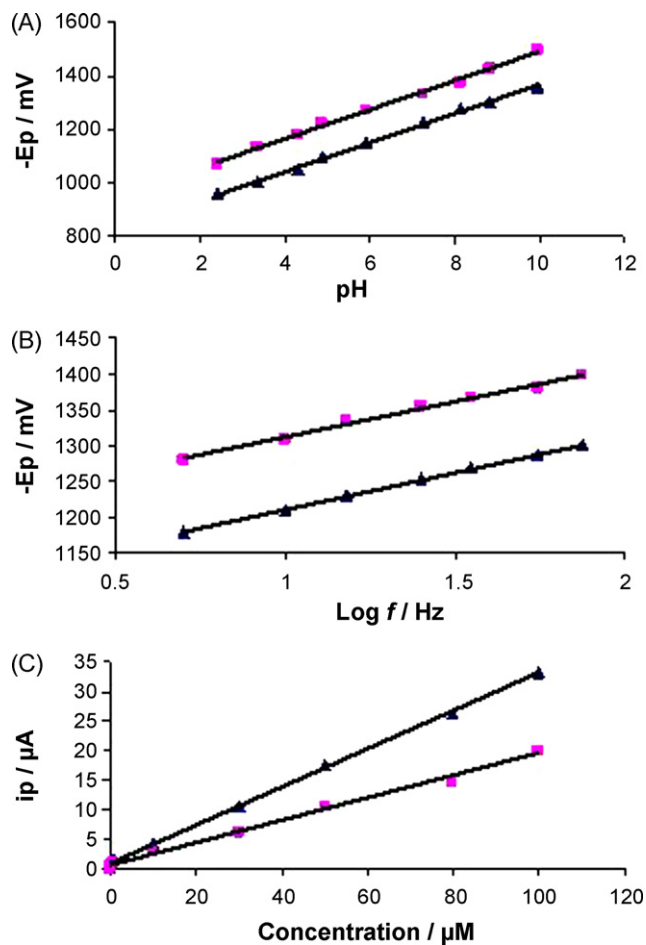 (A)
1600
1400
1200
1000
800
-Ep / mV
0 2 4 6 8 10 12
pH
(B)
1450
1400
1350
1300
1250
1200
1150
-Ep / mV
0.5 1 1.5 2
Log f / Hz
(C)
35
30
25
20
15
10
5
0
ip / µA
0 20 40 60 80 100 120
Concentration / µM